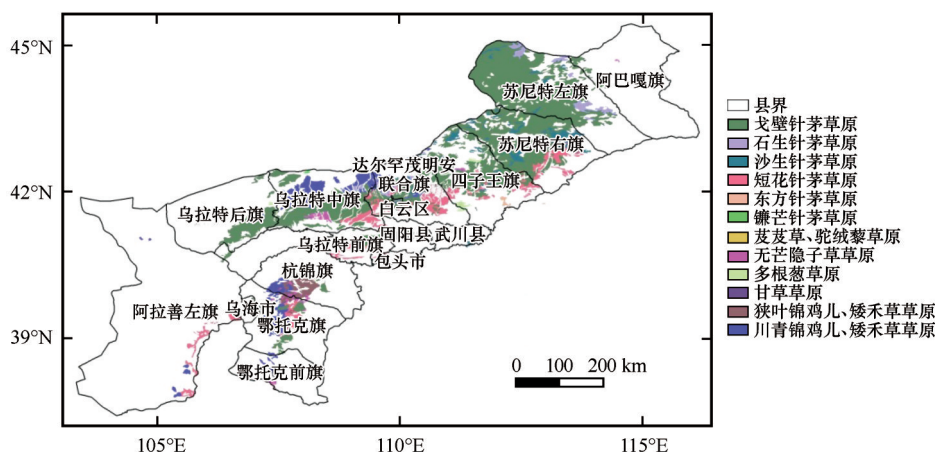 45°N
42°N
39°N
105°E
110°E
115°E
阿巴嘎旗
苏尼特左旗
苏尼特右旗
达尔罕茂明安
联合旗
四子王旗
乌拉特中旗
白云区
乌拉特后旗
固阳县
武川县
乌拉特前旗
包头市
杭锦旗
阿拉善左旗
乌海市
鄂托克旗
鄂托克前旗
0 100 200 km
县界
戈壁针茅草原
石生针茅草原
沙生针茅草原
短花针茅草原
东方针茅草原
镰芒针茅草原
芨芨草、驼绒藜草原
无芒隐子草草原
多根葱草原
甘草草原
狭叶锦鸡儿、矮禾草草原
川青锦鸡儿、矮禾草草原